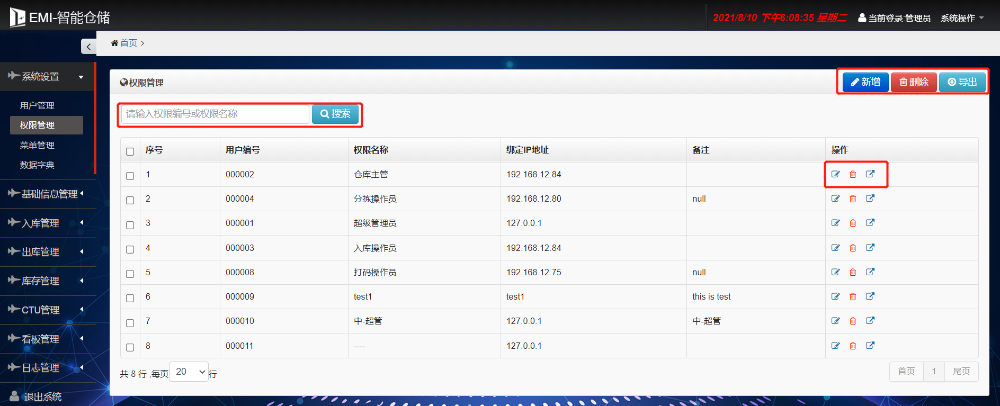 EMI-智能仓储
2021/8/10 下午6:08:35 星期二
当前登录:管理员
系统操作
首页 >
系统设置
用户管理
权限管理
菜单管理
数据字典
基础信息管理
入库管理
出库管理
库存管理
CTU管理
看板管理
日志管理
退出系统
权限管理
新增 删除 导出
请输入权限编号或权限名称 搜索
序号 用户编号 权限名称 绑定IP地址 备注 操作
1 000002 仓库主管 192.168.12.84
2 000004 分拣操作员 192.168.12.80 null
3 000001 超级管理员 127.0.0.1
4 000003 入库操作员 192.168.12.84
5 000008 打码操作员 192.168.12.75 null
6 000009 test1 test1 this is test
7 000010 中-超管 127.0.0.1 中-超管
8 000011 ---- 127.0.0.1
共 8 行 ,每页 20 行
首页 1 尾页